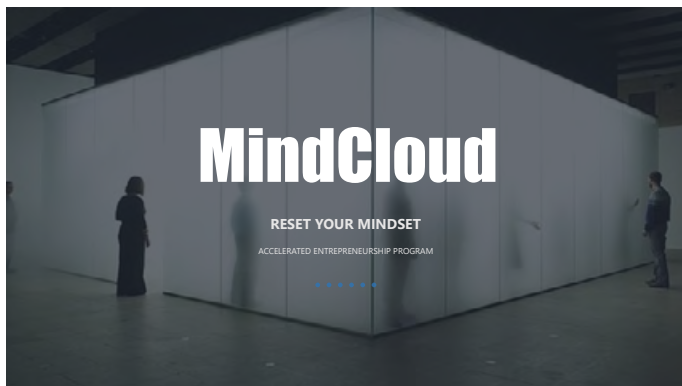 MindCloud
RESET YOUR MINDSET
ACCELERATED ENTREPRENEURSHIP PROGRAM